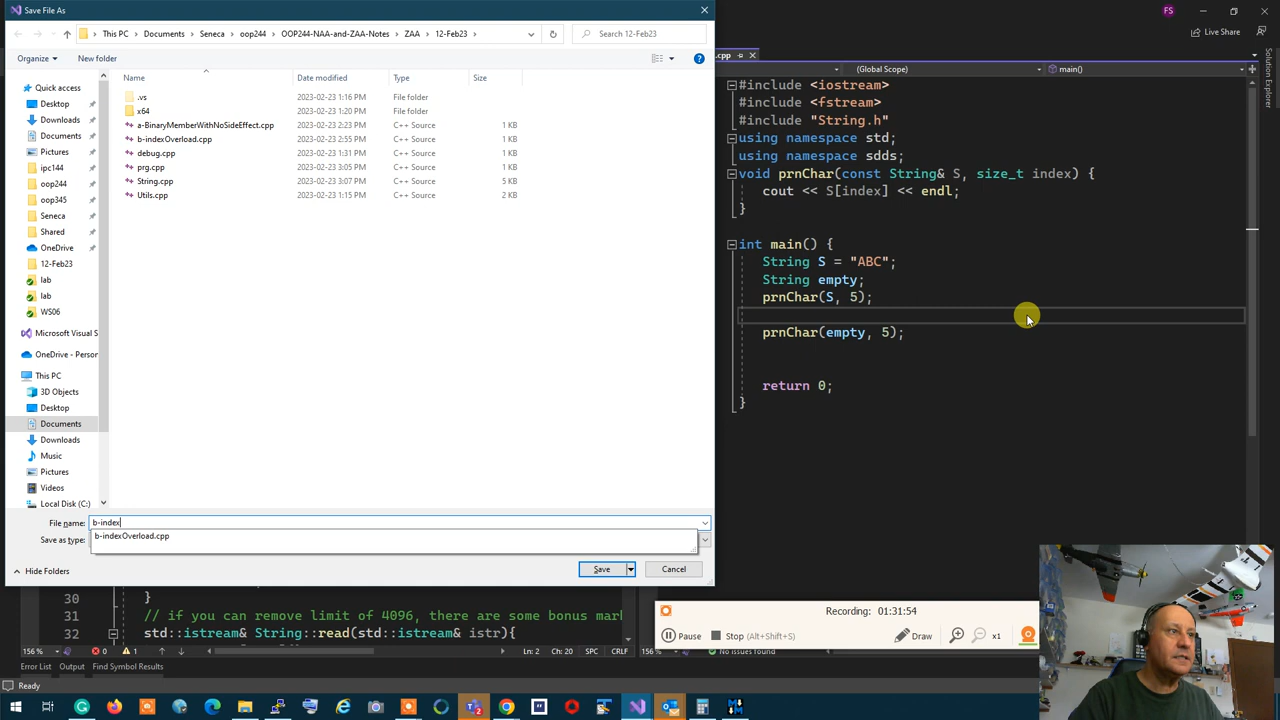 Save File As
FS
This PC > Documents > Seneca > oop244 > OOP244-NAA-and-ZAA-Notes > ZAA > 12-Feb23 >
Search 12-Feb23
Live Share
Organize
New folder
.cpp
Solution Explorer
Name
Date modified
Type
Size
(Global Scope)
main()
Quick access
Desktop
Downloads
Documents
Pictures
ipc144
oop244
oop345
Seneca
Shared
OneDrive
12-Feb23
lab
lab
WS06
Microsoft Visual S
OneDrive - Person
This PC
3D Objects
Desktop
Documents
Downloads
Music
Pictures
Videos
Local Disk (C:)
.vs 2023-02-23 1:16 PM File folder
x64 2023-02-23 1:20 PM File folder
a-BinaryMemberWithNoSideEffect.cpp 2023-02-23 2:23 PM C++ Source 1 KB
b-indexOverload.cpp 2023-02-23 2:55 PM C++ Source 1 KB
debug.cpp 2023-02-23 1:31 PM C++ Source 1 KB
prg.cpp 2023-02-23 3:05 PM C++ Source 1 KB
String.cpp 2023-02-23 3:07 PM C++ Source 5 KB
Utils.cpp 2023-02-23 1:15 PM C++ Source 2 KB
#include <iostream>
#include <fstream>
#include "String.h"
using namespace std;
using namespace sdds;
void prnChar(const String& S, size_t index) {
cout << S[index] << endl;
}
int main() {
String S = "ABC";
String empty;
prnChar(S, 5);
prnChar(empty, 5);
return 0;
}
File name: b-index
b-indexOverload.cpp
Save as type:
Hide Folders
Save
Cancel
30 }
31 // if you can remove limit of 4096, there are some bonus mar
32 std::istream& String::read(std::istream& istr){
156 %
0
1
Ln: 2 Ch: 20 SPC CRLF
156 %
No issues found
Recording: 01:31:54
Pause
Stop (Alt+Shift+S)
Draw
x1
Error List Output Find Symbol Results
Ready